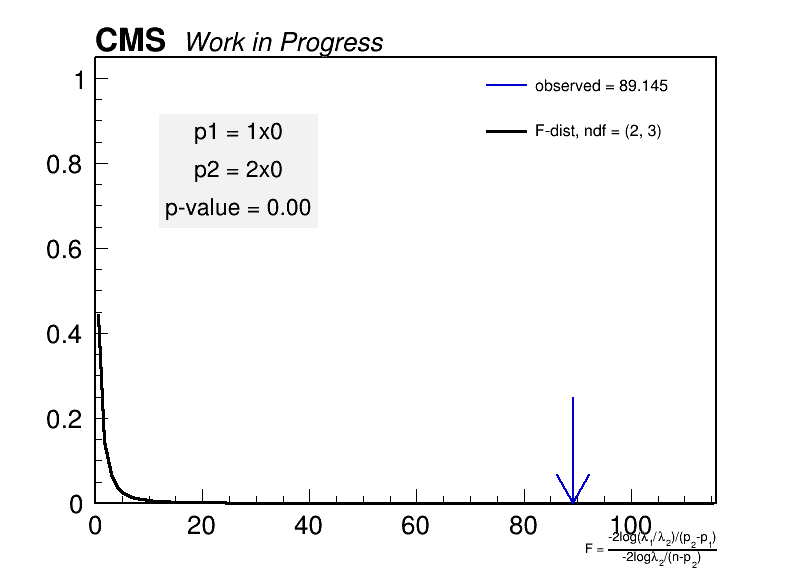 CMS Work in Progress
observed = 89.145
F-dist, ndf = (2, 3)
p1 = 1x0
p2 = 2x0
p-value = 0.00
1
0.8
0.6
0.4
0.2
0
0 20 40 60 80 100
F = -2log(λ1/λ2)/(p2-p1)
-2logλ2/(n-p2)